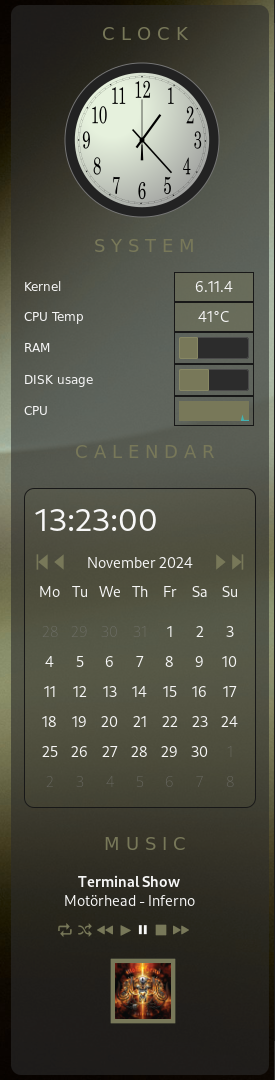 CLOCK
12
11 1
10 2
9 3
8 4
7 5
6
SYSTEM
Kernel 6.11.4
CPU Temp 41°C
RAM
DISK usage
CPU
CALENDAR
13:23:00
November 2024
Mo Tu We Th Fr Sa Su
28 29 30 31 1 2 3
4 5 6 7 8 9 10
11 12 13 14 15 16 17
18 19 20 21 22 23 24
25 26 27 28 29 30 1
2 3 4 5 6 7 8
MUSIC
Terminal Show
Motörhead - Inferno